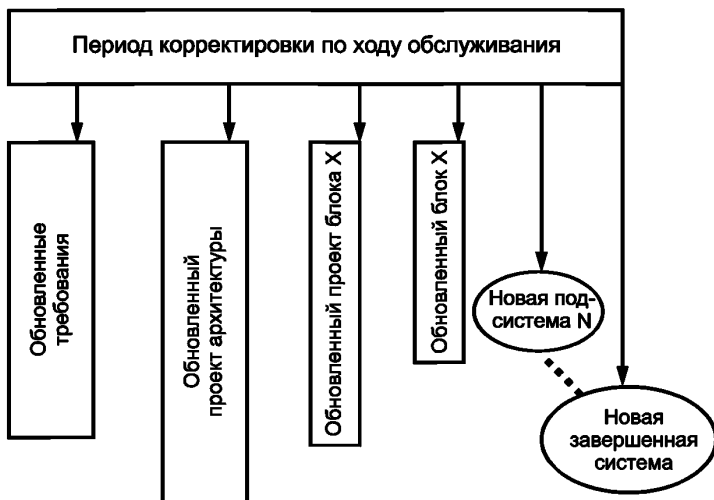 Период корректировки по ходу обслуживания
Обновленные
требования
Обновленный
проект архитектуры
Обновленный проект блока X
Обновленный блок X
Новая под-
система N
Новая
завершенная
система